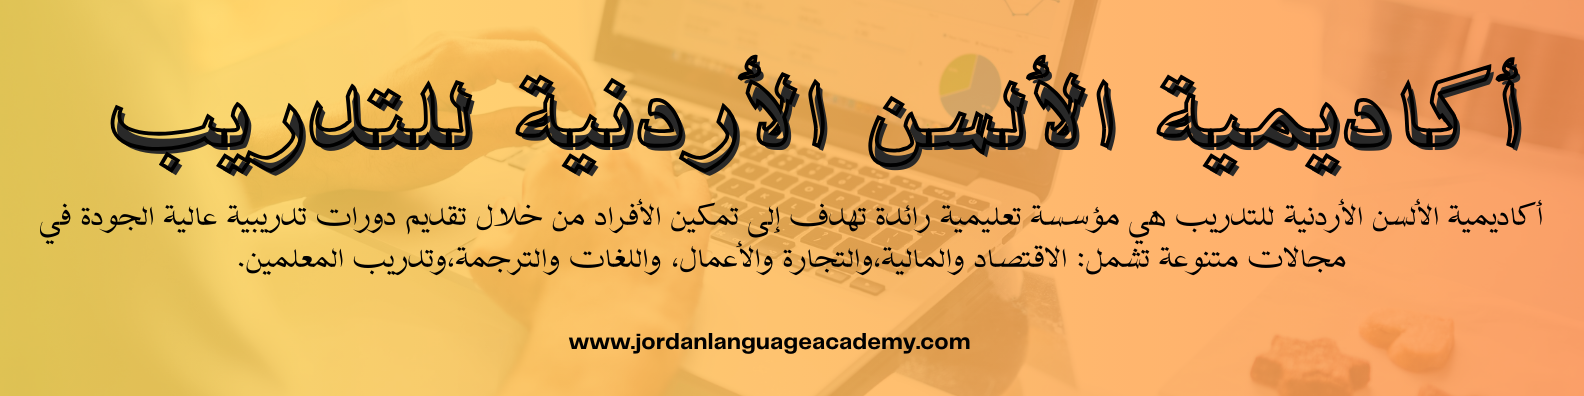 أكاديمية الألسن الأردنية للتدريب
أكاديمية الألسن الأردنية للتدريب هي مؤسسة تعليمية رائدة تهدف إلى تمكين الأفراد من خلال تقديم دورات تدريبية عالية الجودة في
مجالات متنوعة تشمل: الاقتصاد والمالية،والتجارة والأعمال، واللغات والترجمة،وتدريب المعلمين.
www.jordanlanguageacademy.com